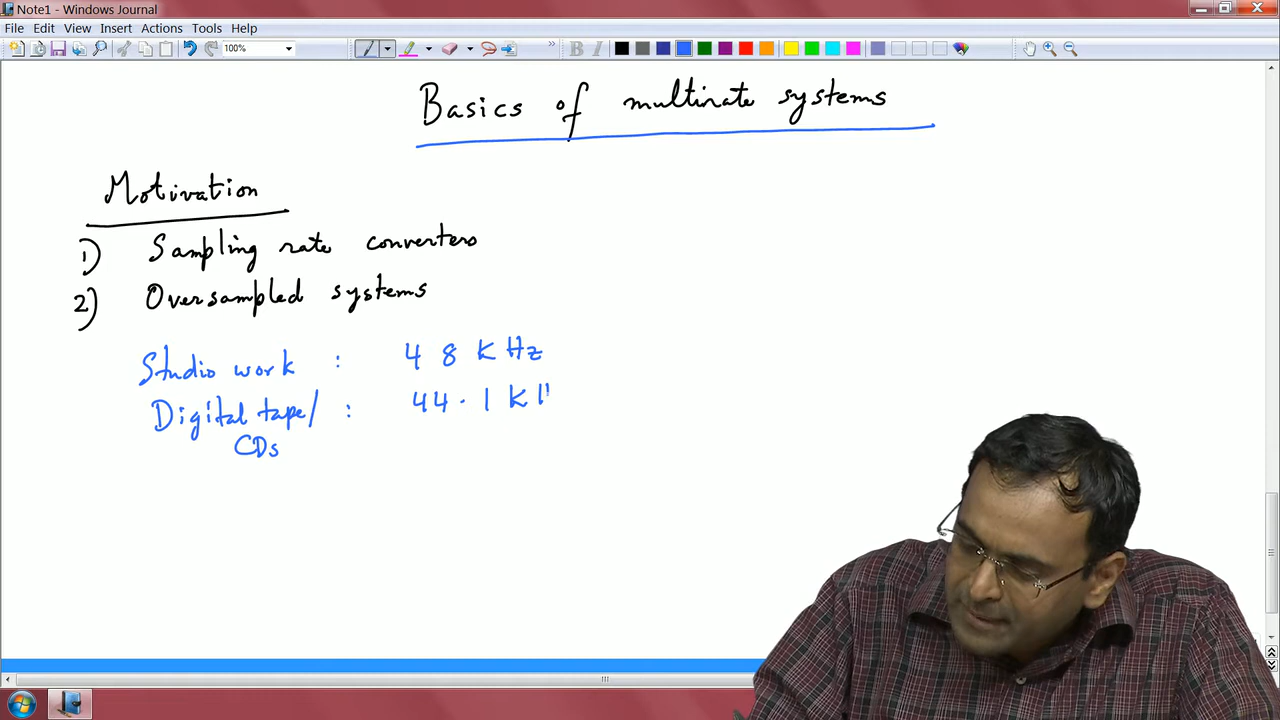 Note1 - Windows Journal
File Edit View Insert Actions Tools Help
100%
B I
Basics of multirate systems
Motivation
1) Sampling rate converters
2) Oversampled systems
Studio work : 48 KHz
Digital tape/ : 44.1 K
CDs